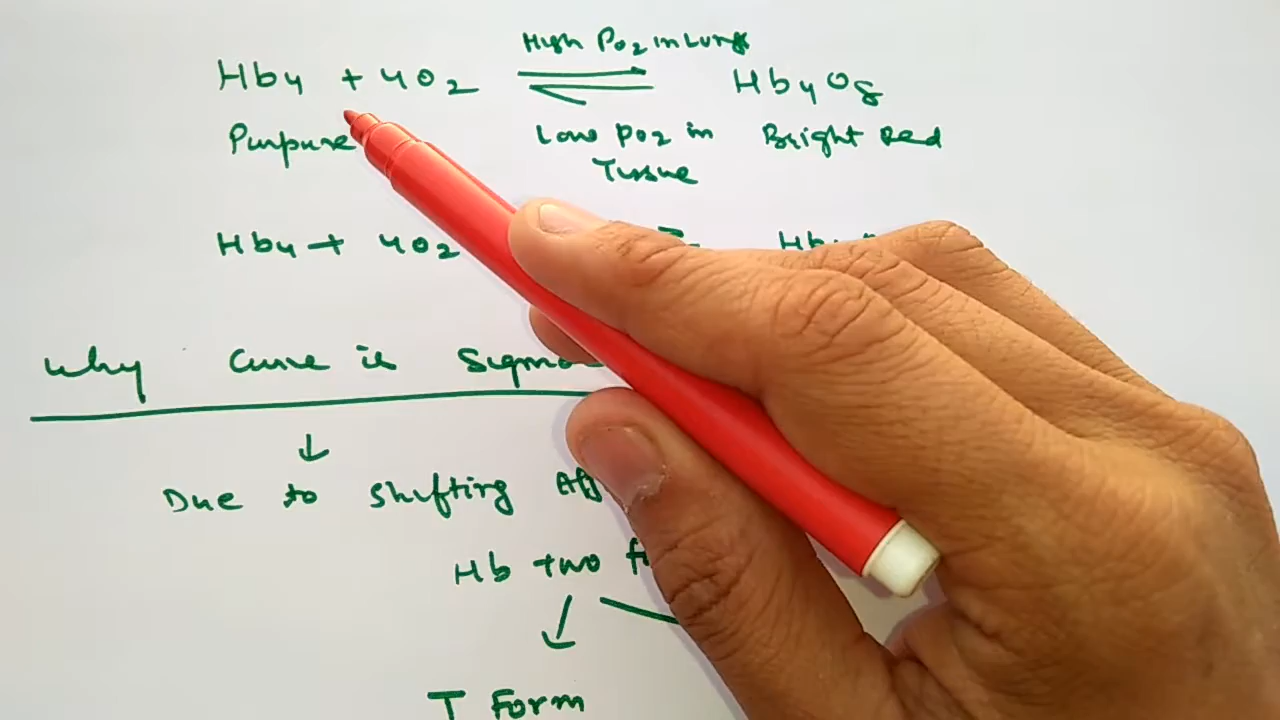 High Po2 in Lungs
Hb4 + 4O2 ⇌ Hb4O8
Purpure Low po2 in Bright Red
Tissue
Hb4 + 4O2
Why Curve is
Due to Shifting
Hb two
T Form